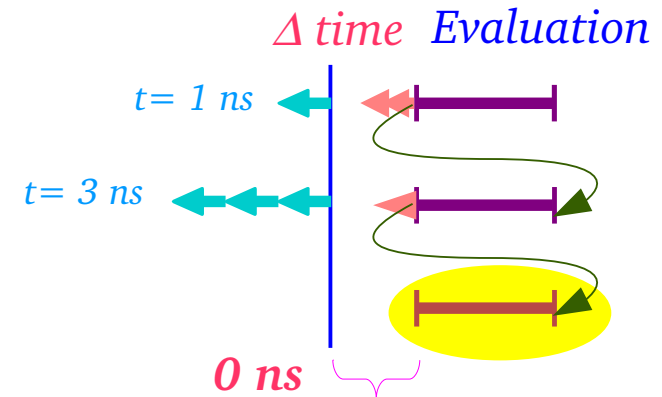 Δ time Evaluation
t= 1 ns
t= 3 ns
0 ns